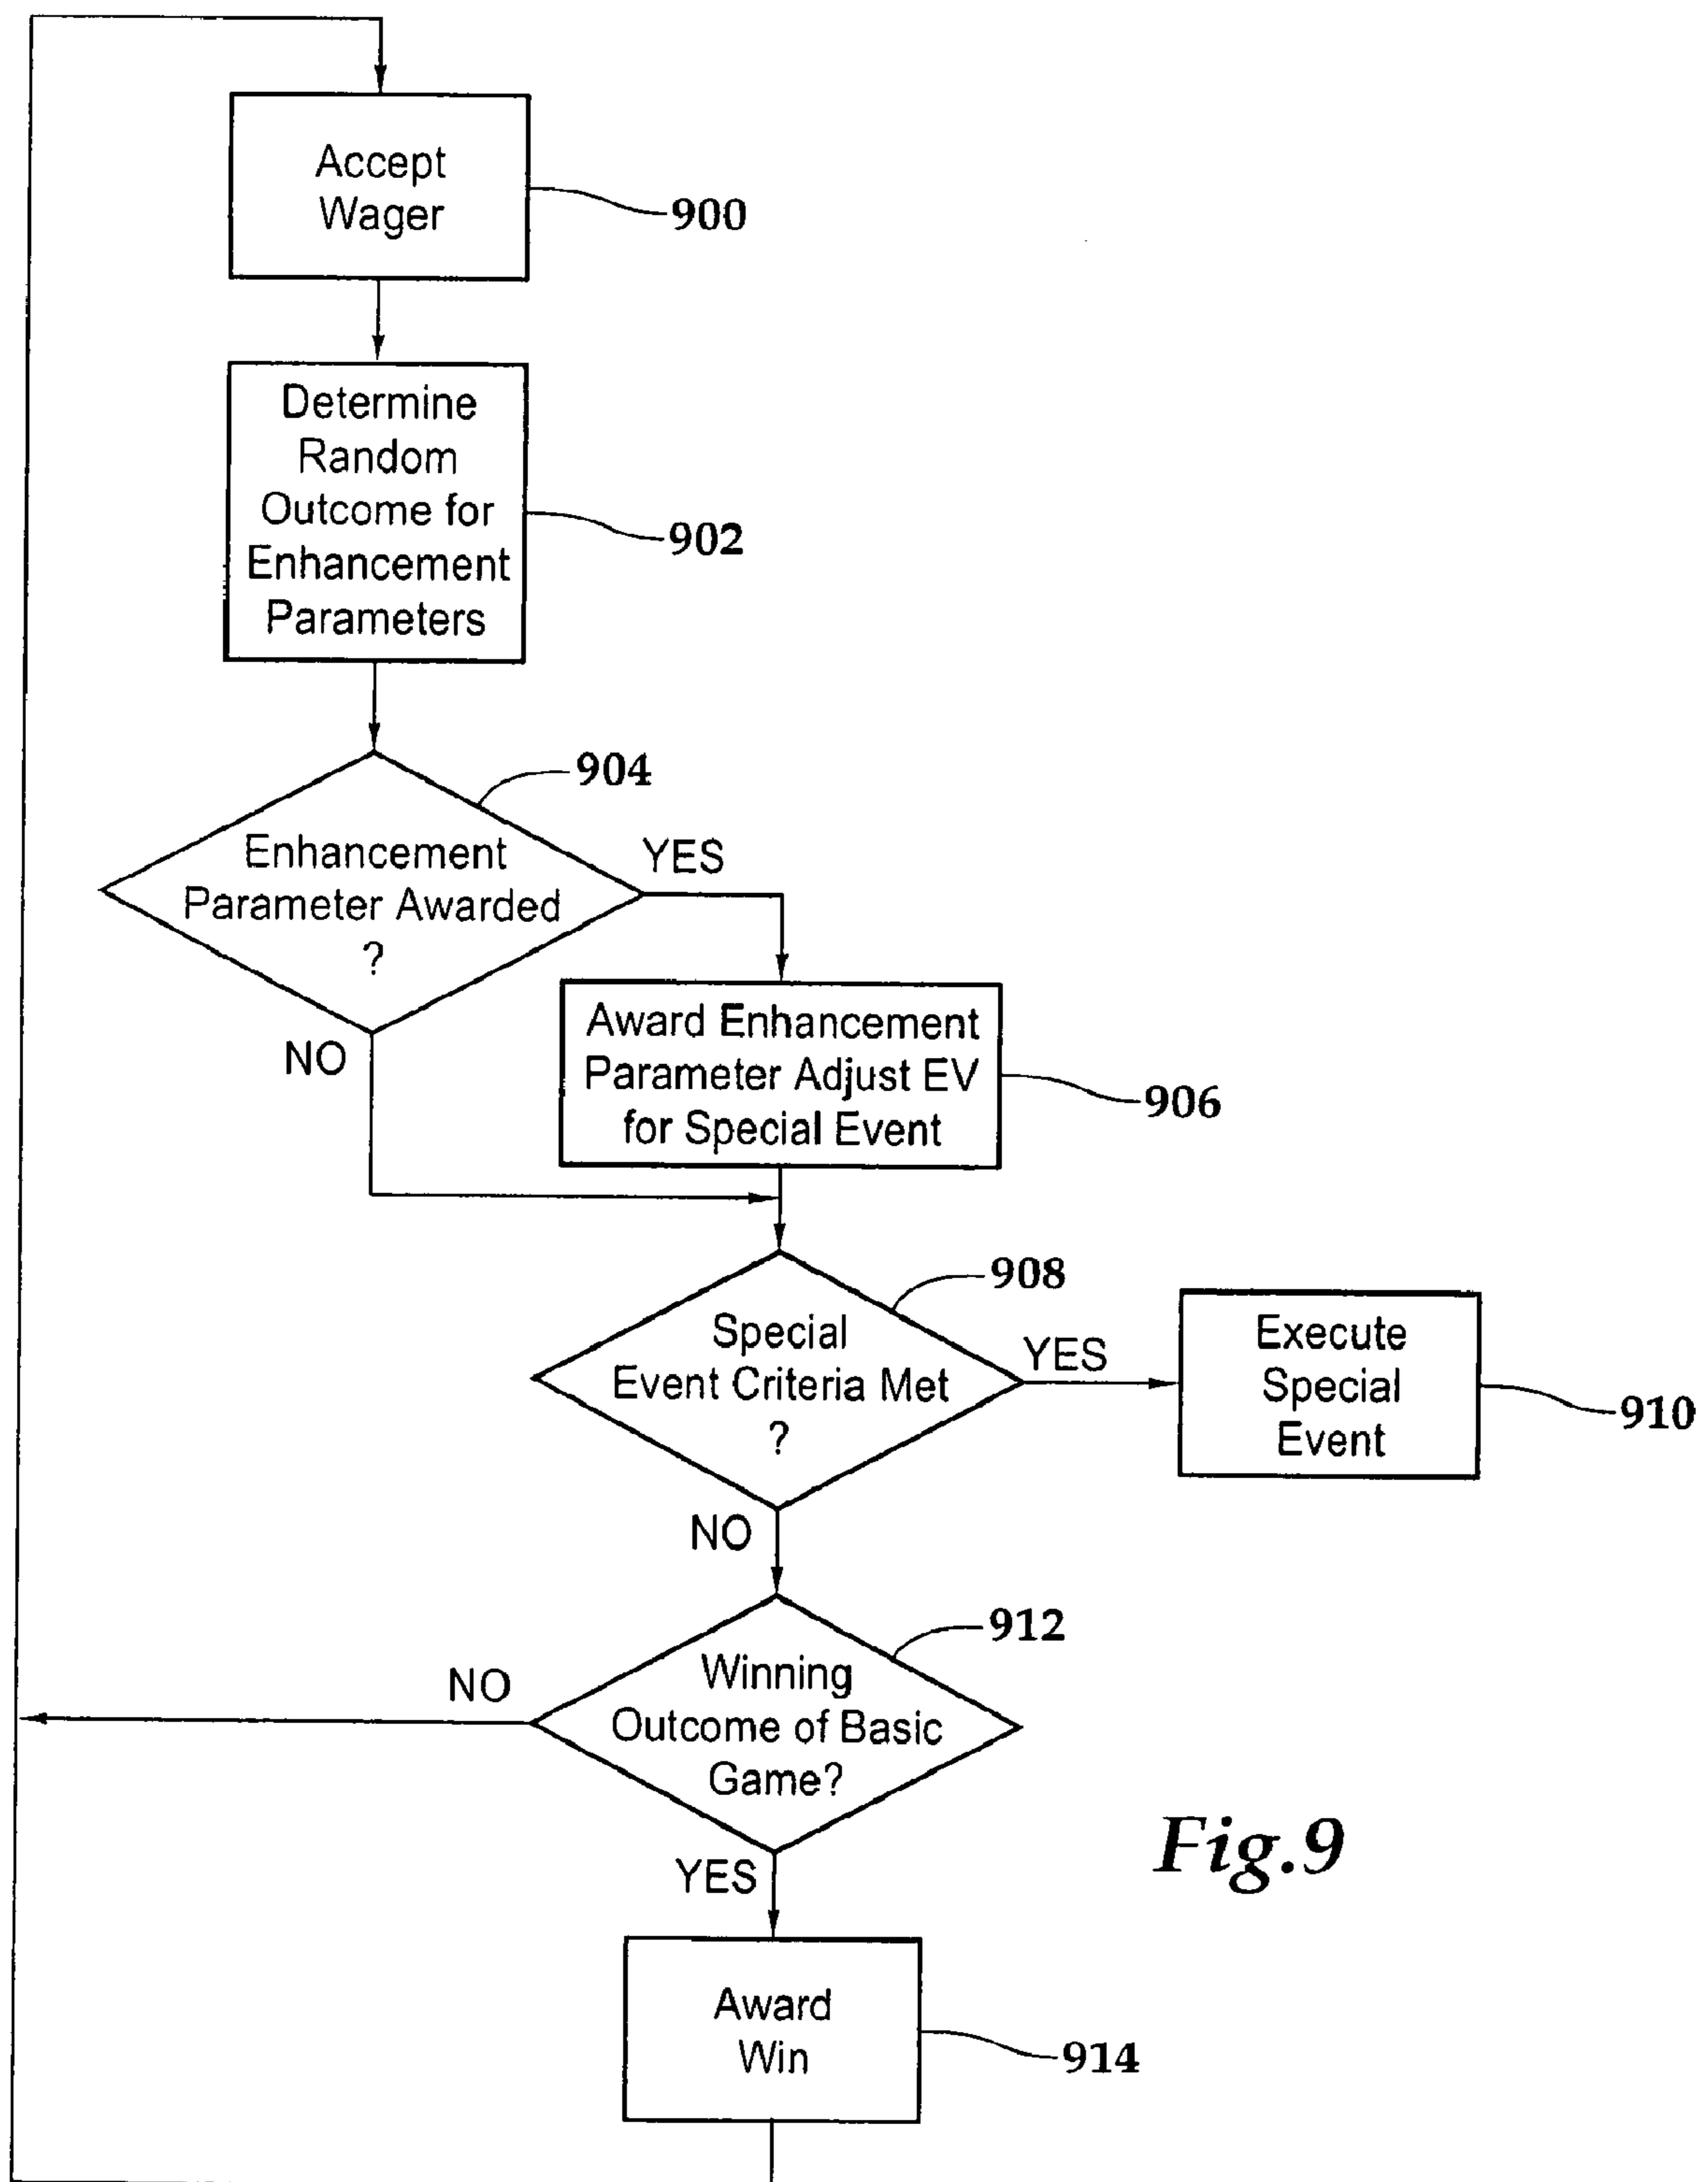 Accept
Wager
900
Determine
Random
Outcome for
Enhancement
Parameters
902
904
Enhancement
Parameter Awarded
?
YES
NO
Award Enhancement
Parameter Adjust EV
for Special Event
906
908
Special
Event Criteria Met
?
YES
Execute
Special
Event
910
NO
912
Winning
Outcome of Basic
Game?
NO
YES
Fig.9
Award
Win
914